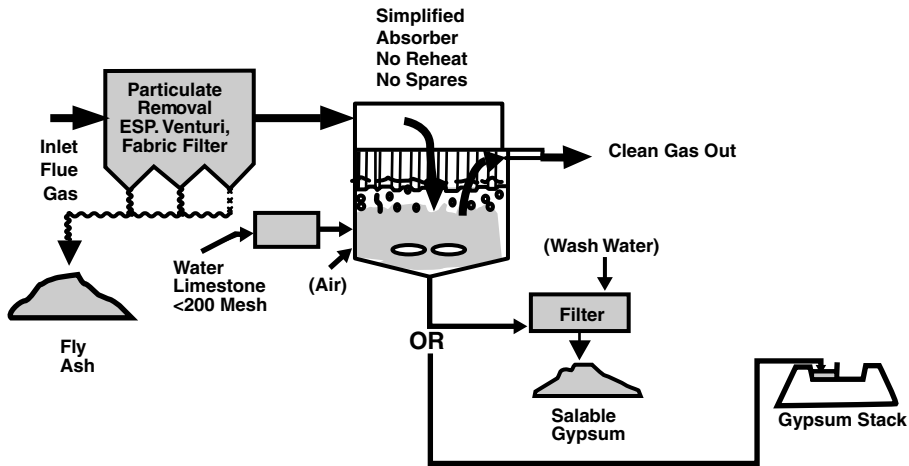 Simplified
Absorber
No Reheat
No Spares
Particulate
Removal
ESP. Venturi,
Fabric Filter
Inlet
Flue
Gas
Clean Gas Out
Water
Limestone
<200 Mesh
(Air)
(Wash Water)
Filter
OR
Fly
Ash
Salable
Gypsum
Gypsum Stack